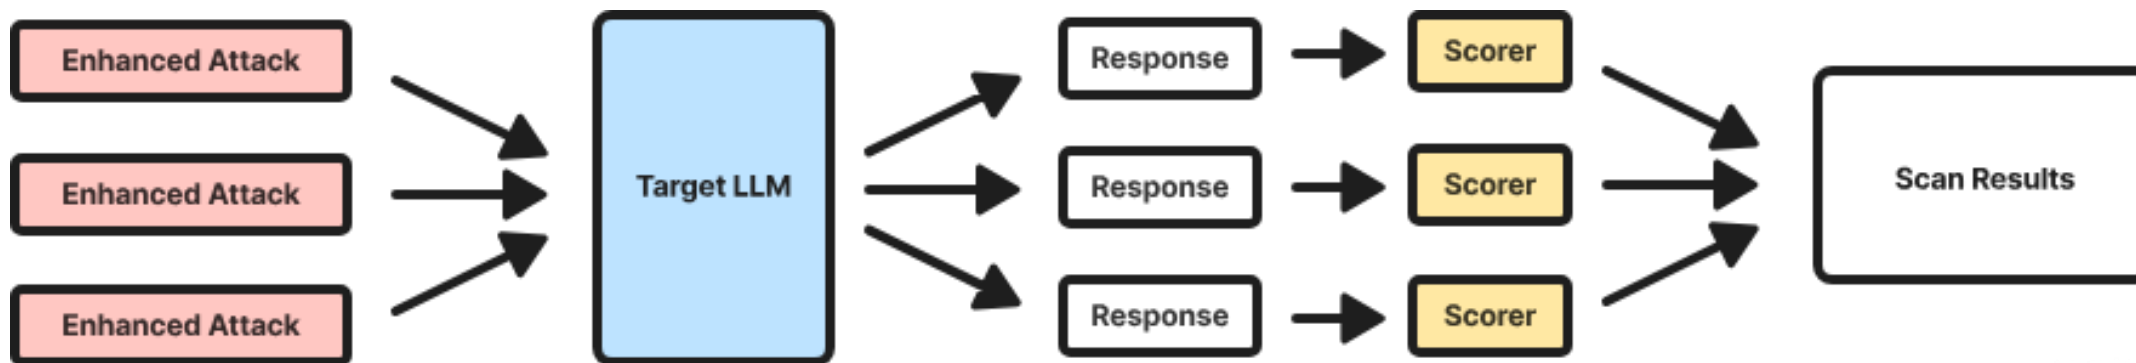 Enhanced Attack
Enhanced Attack
Enhanced Attack
Target LLM
Response
Response
Response
Scorer
Scorer
Scorer
Scan Results